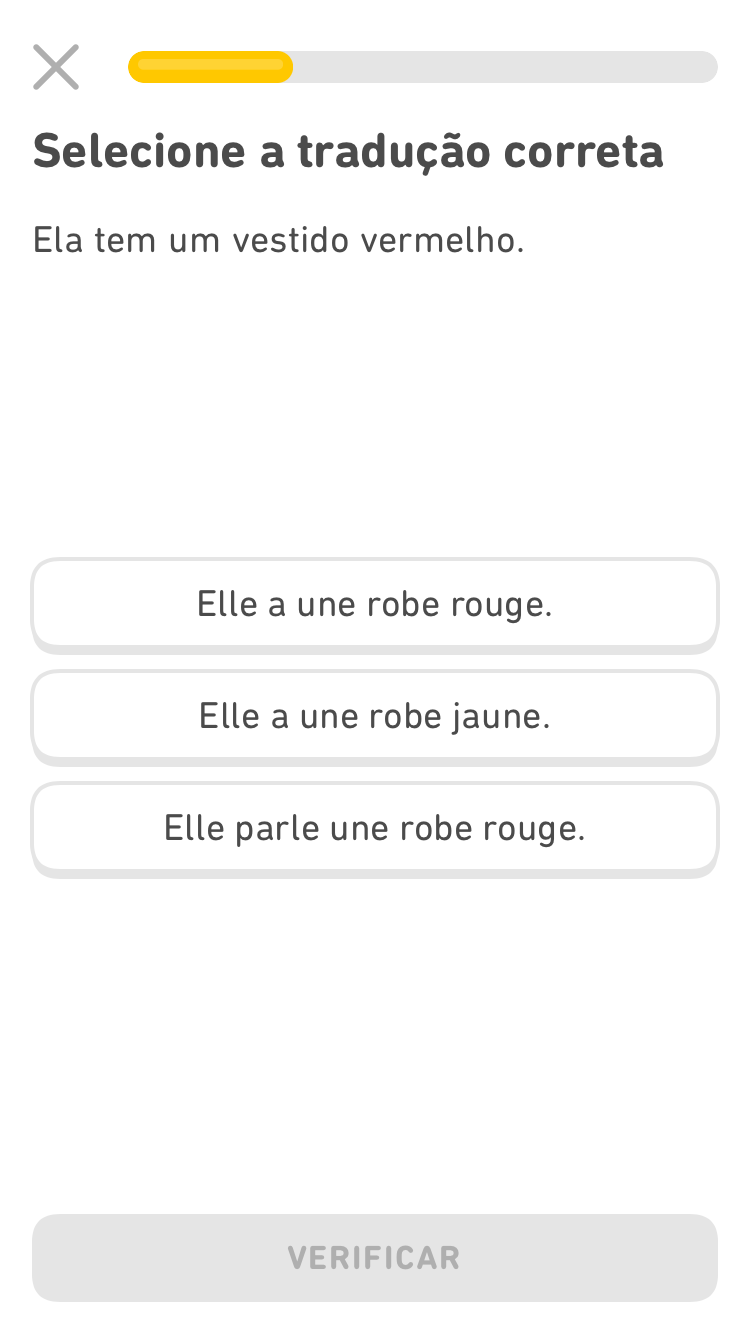 Selecione a tradução correta
Ela tem um vestido vermelho.
Elle a une robe rouge.
Elle a une robe jaune.
Elle parle une robe rouge.
VERIFICAR